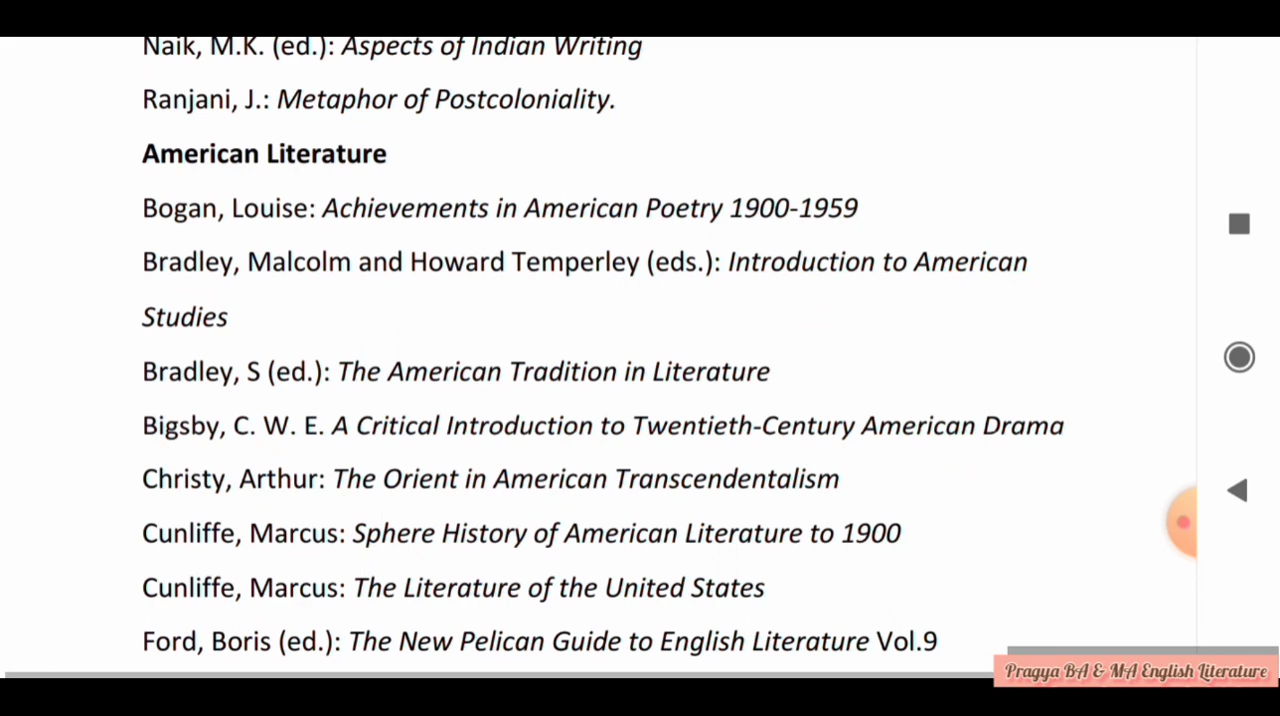 Naik, M.K. (ed.): Aspects of Indian Writing
Ranjani, J.: Metaphor of Postcoloniality.
American Literature
Bogan, Louise: Achievements in American Poetry 1900-1959
Bradley, Malcolm and Howard Temperley (eds.): Introduction to American
Studies
Bradley, S (ed.): The American Tradition in Literature
Bigsby, C. W. E. A Critical Introduction to Twentieth-Century American Drama
Christy, Arthur: The Orient in American Transcendentalism
Cunliffe, Marcus: Sphere History of American Literature to 1900
Cunliffe, Marcus: The Literature of the United States
Ford, Boris (ed.): The New Pelican Guide to English Literature Vol.9
Pragya BA & MA English Literature